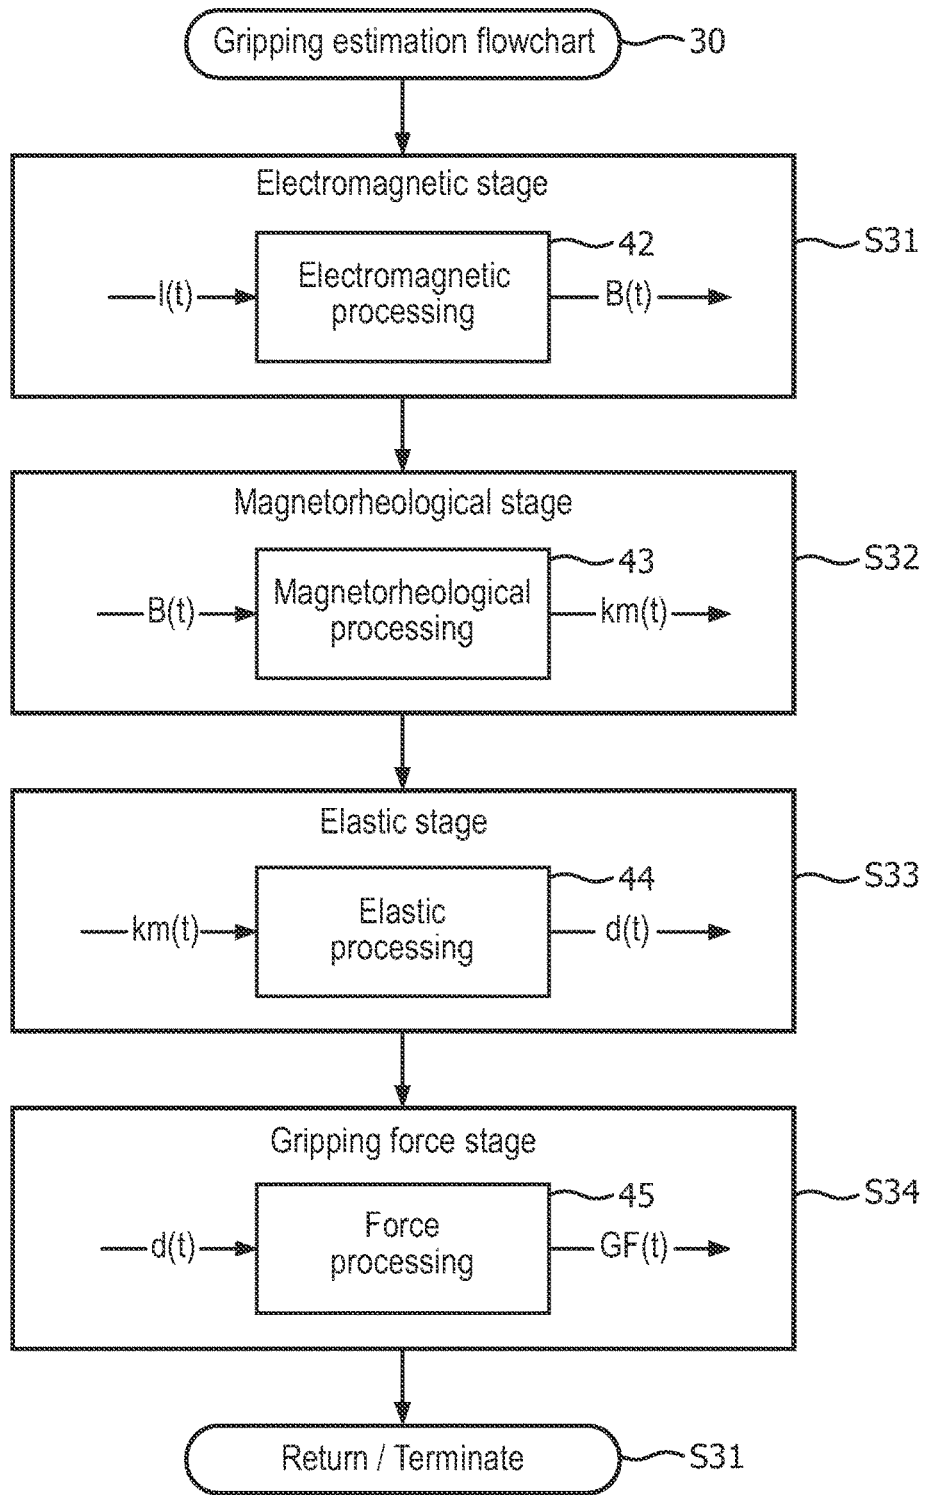 Gripping estimation flowchart
30
Electromagnetic stage
S31
42
I(t)
Electromagnetic
processing
B(t)
Magnetorheological stage
S32
43
B(t)
Magnetorheological
processing
km(t)
Elastic stage
S33
44
km(t)
Elastic
processing
d(t)
Gripping force stage
S34
45
d(t)
Force
processing
GF(t)
Return / Terminate
S31